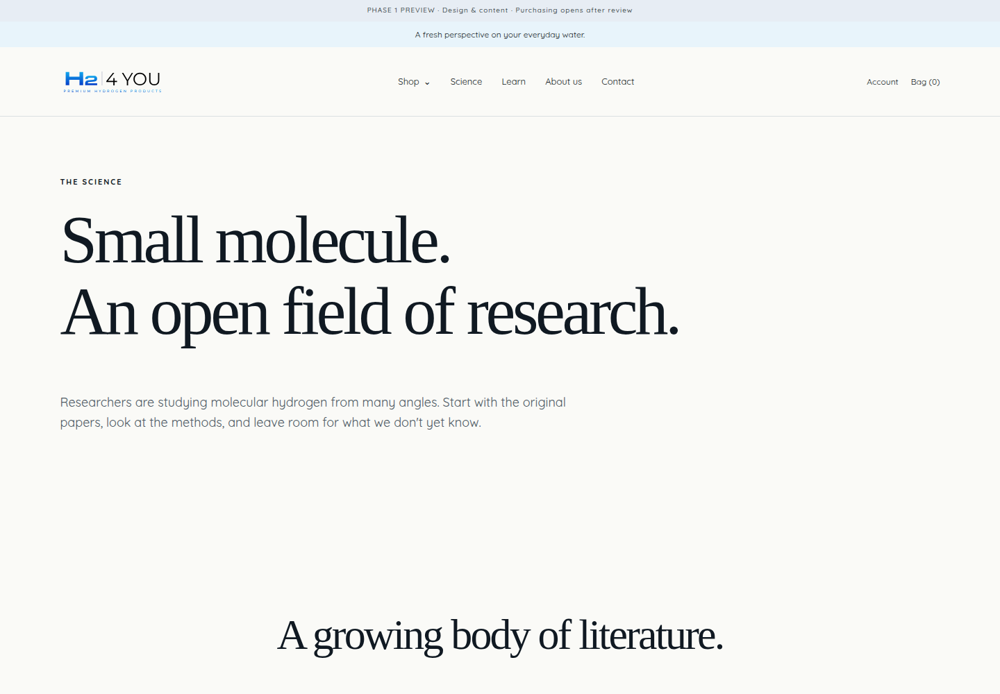 PHASE 1 PREVIEW · Design & content · Purchasing opens after review
A fresh perspective on your everyday water.
H2 | 4 YOU
PREMIUM HYDROGEN PRODUCTS
Shop Science Learn About us Contact
Account Bag (0)
THE SCIENCE
Small molecule.
An open field of research.
Researchers are studying molecular hydrogen from many angles. Start with the original
papers, look at the methods, and leave room for what we don't yet know.
A growing body of literature.